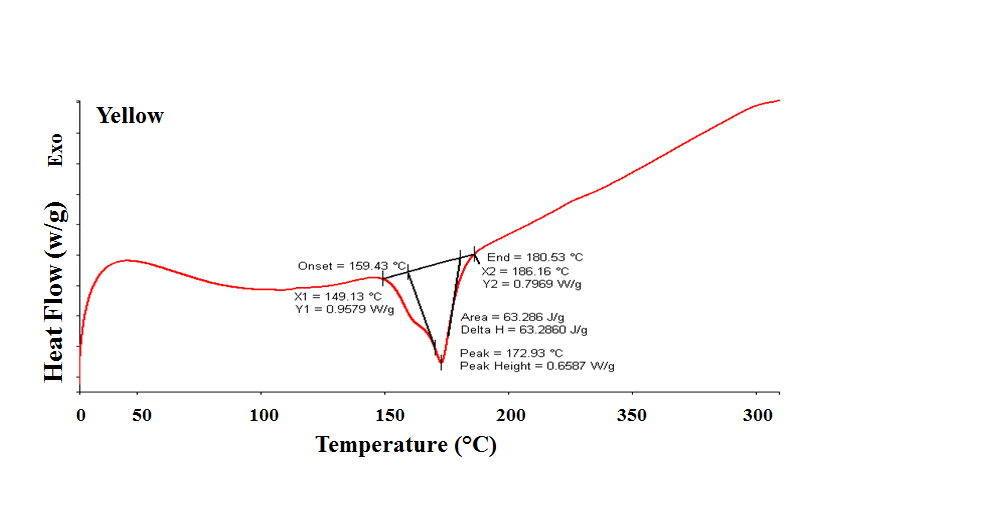 Yellow
Exo
Heat Flow (w/g)
Onset = 159.43 °C
X1 = 149.13 °C
Y1 = 0.9579 W/g
End = 180.53 °C
X2 = 186.16 °C
Y2 = 0.7969 W/g
Area = 63.286 J/g
Delta H = 63.2860 J/g
Peak = 172.93 °C
Peak Height = 0.6587 W/g
0 50 100 150 200 350 300
Temperature (°C)